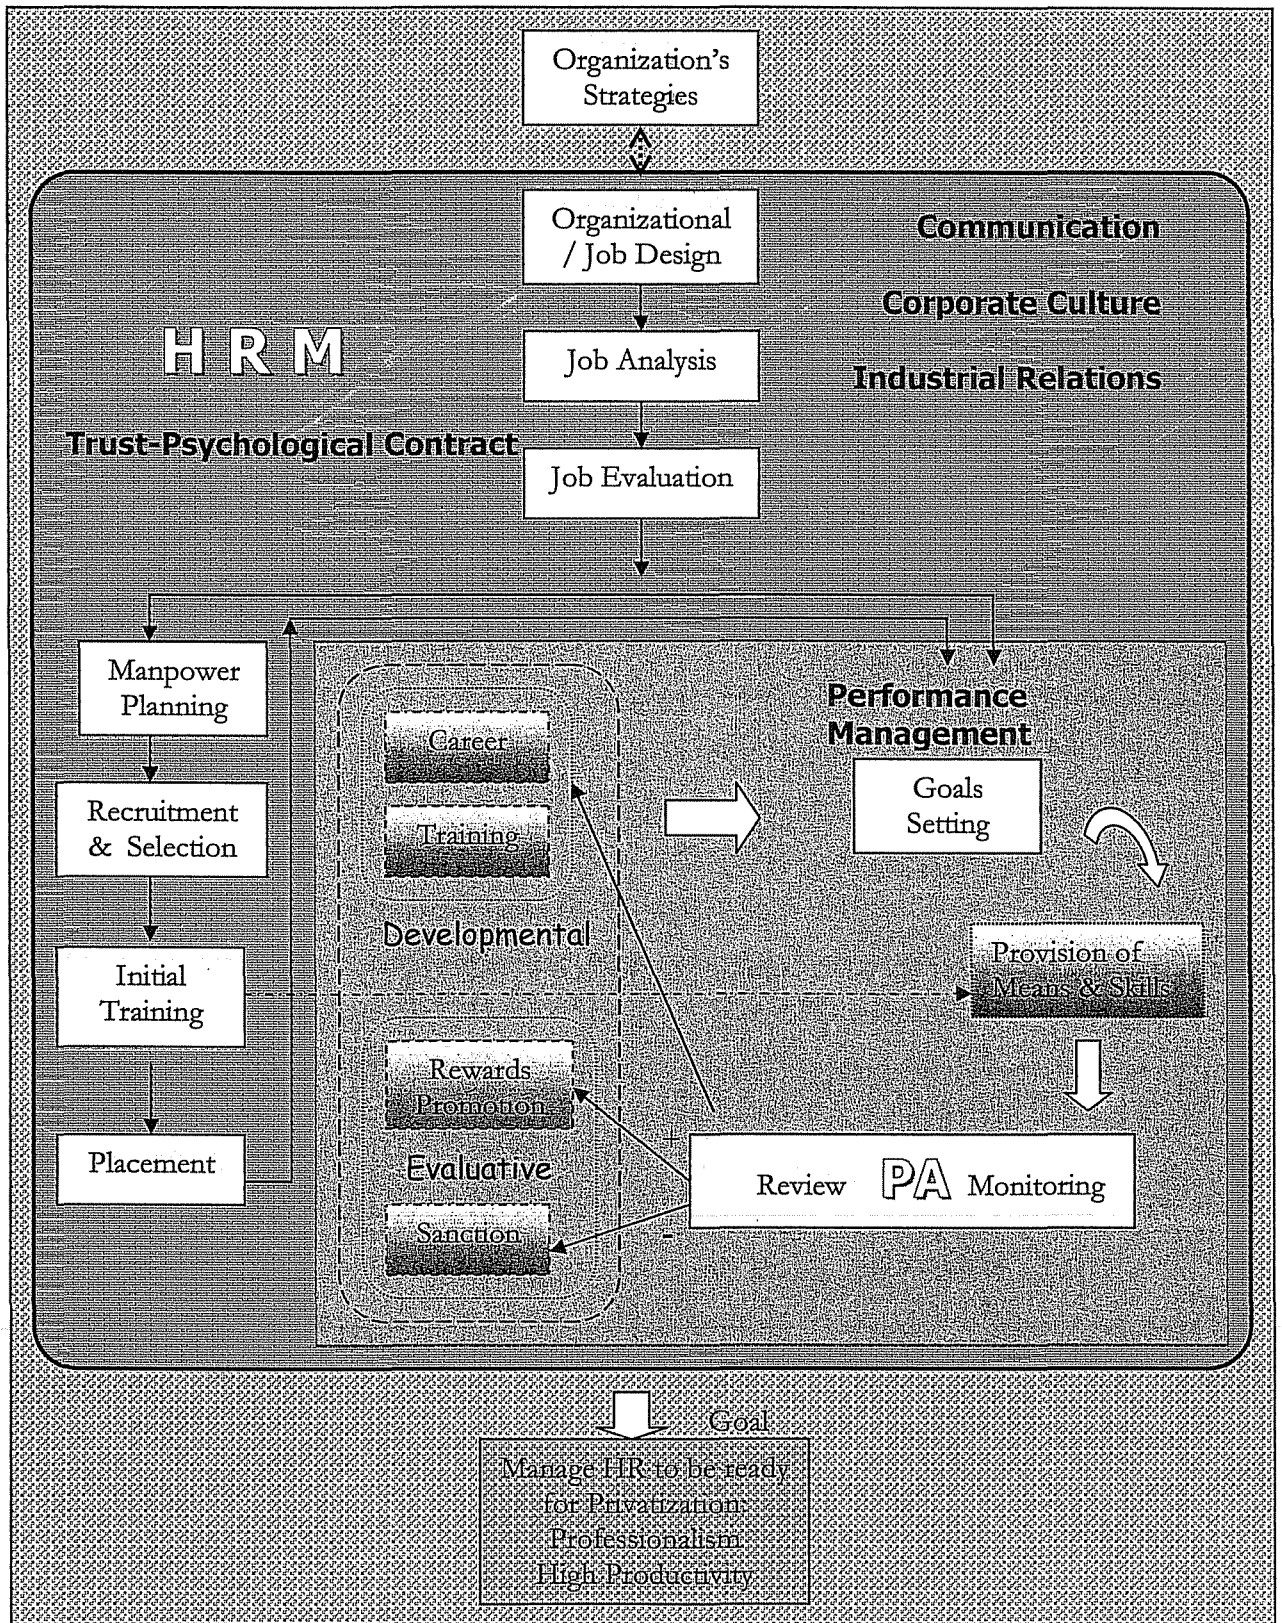 Organization's
Strategies
Organizational
/ Job Design
Communication
Corporate Culture
H R M
Job Analysis
Industrial Relations
Trust-Psychological Contract
Job Evaluation
Manpower
Planning
Recruitment
& Selection
Initial
Training
Placement
Career
Training
Developmental
Rewards
Promotion
Evaluative
Sanction
Performance
Management
Goals
Setting
Provision of
Means & Skills
+
Review PA Monitoring
-
Goal
Manage HR to be ready
for Privatization:
Professionalism
High Productivity